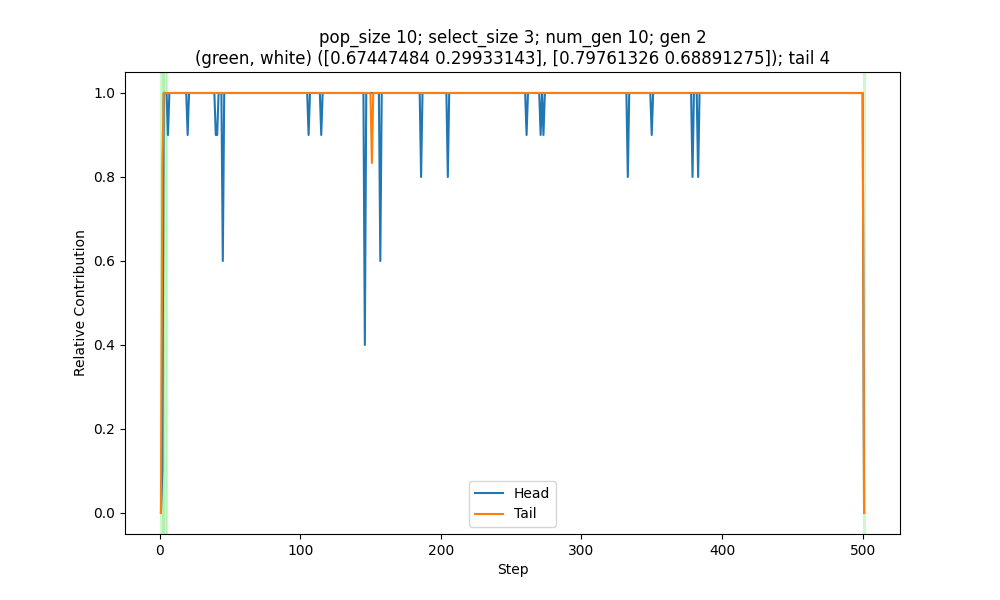 pop_size 10; select_size 3; num_gen 10; gen 2
(green, white) ([0.67447484 0.29933143], [0.79761326 0.68891275]); tail 4
1.0
0.8
0.6
0.4
0.2
0.0
Relative Contribution
Head
Tail
0 100 200 300 400 500
Step